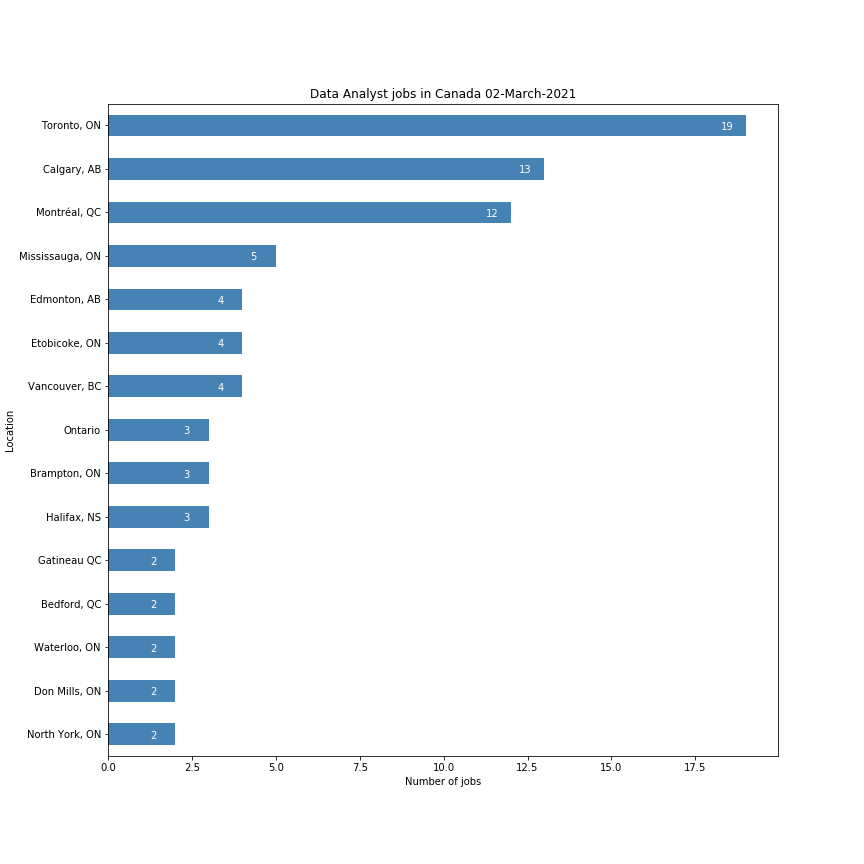 Data Analyst jobs in Canada 02-March-2021
Toronto, ON 19
Calgary, AB 13
Montréal, QC 12
Mississauga, ON 5
Edmonton, AB 4
Etobicoke, ON 4
Vancouver, BC 4
Ontario 3
Brampton, ON 3
Halifax, NS 3
Gatineau QC 2
Bedford, QC 2
Waterloo, ON 2
Don Mills, ON 2
North York, ON 2
Location
0.0 2.5 5.0 7.5 10.0 12.5 15.0 17.5
Number of jobs